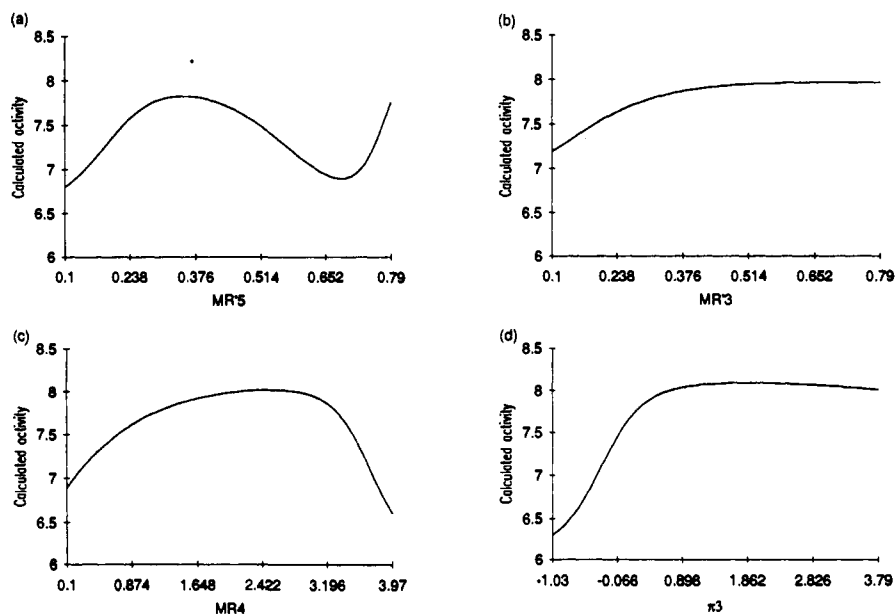 (a)
8.5
8
7.5
7
6.5
6
Calculated activity
0.1 0.238 0.376 0.514 0.652 0.79
MR'5
(b)
8.5
8
7.5
7
6.5
6
Calculated activity
0.1 0.238 0.376 0.514 0.652 0.79
MR'3
(c)
8.5
8
7.5
7
6.5
6
Calculated activity
0.1 0.874 1.648 2.422 3.196 3.97
MR4
(d)
8.5
8
7.5
7
6.5
6
Calculated activity
-1.03 -0.066 0.898 1.862 2.826 3.79
π3